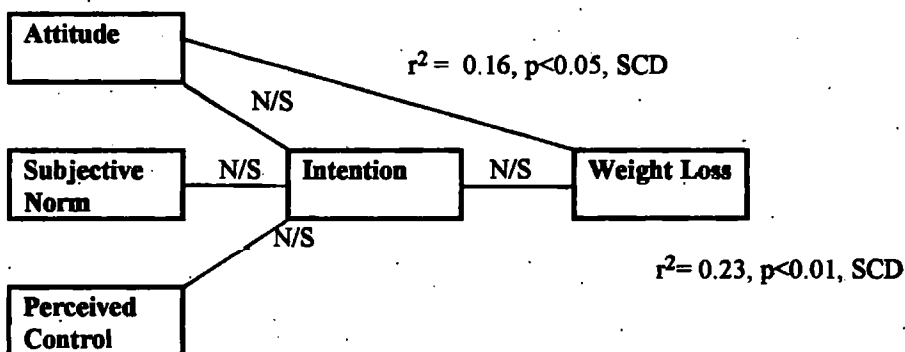 Attitude
r² = 0.16, p<0.05, SCD
N/S
Subjective
Norm
N/S
Intention
N/S
Weight Loss
N/S
r²= 0.23, p<0.01, SCD
Perceived
Control